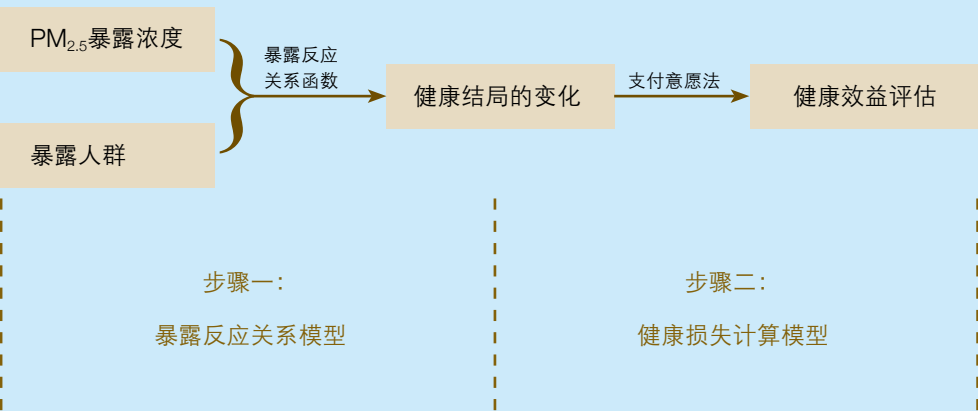 PM2.5暴露浓度
暴露人群
暴露反应
关系函数
健康结局的变化
支付意愿法
健康效益评估
步骤一：
暴露反应关系模型
步骤二：
健康损失计算模型